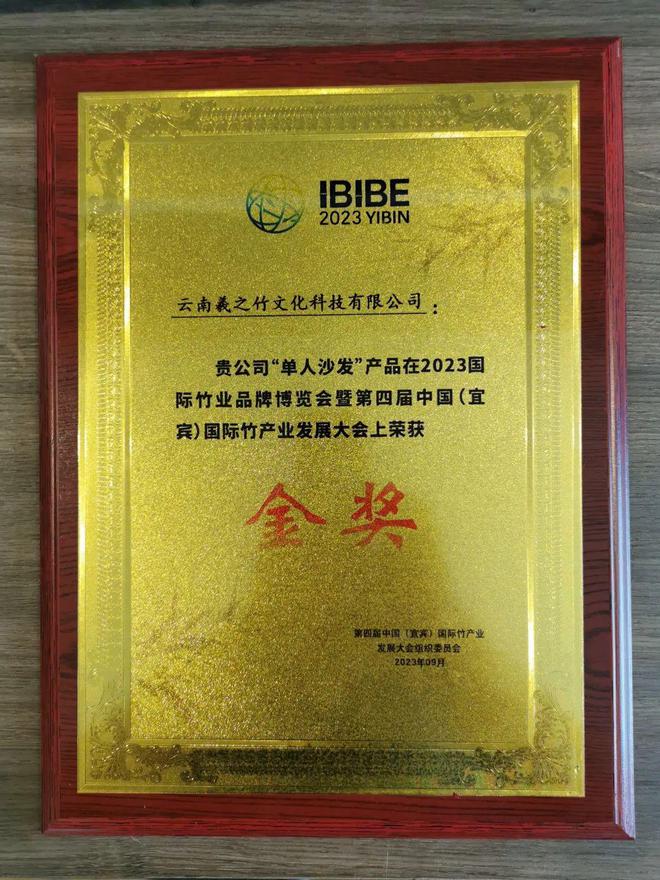 IBIBE
2023 YIBIN
云南羲之竹文化科技有限公司：
贵公司“单人沙发”产品在2023国
际竹业品牌博览会暨第四届中国(宜
宾)国际竹产业发展大会上荣获
金奖
第四届中国（宜宾）国际竹产业
发展大会组织委员会
2023年09月